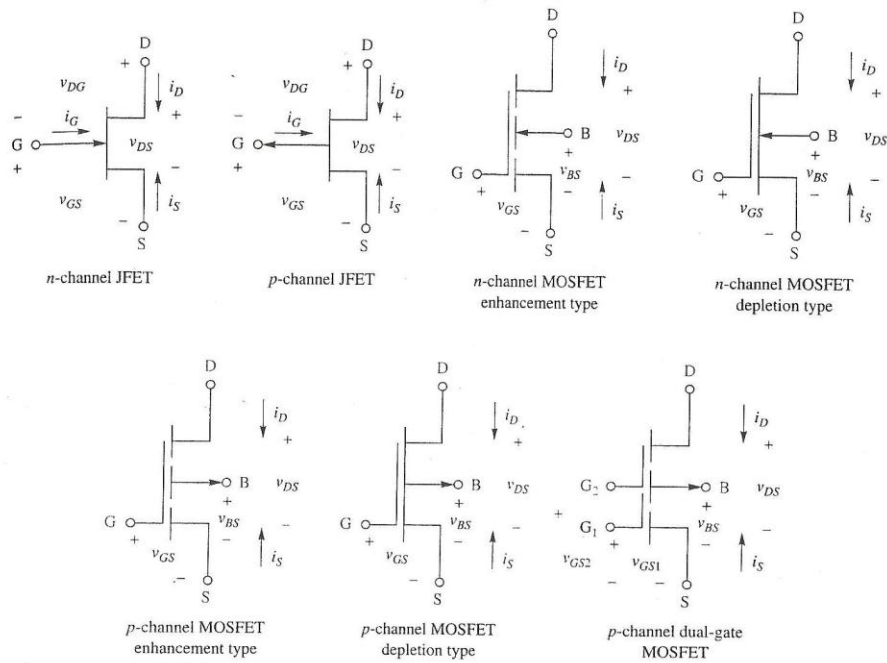 D
+
v_DG
i_D
−
i_G
+
G
v_DS
+
−
v_GS
i_S
−
S
n-channel JFET
D
+
v_DG
i_D
−
i_G
+
G
v_DS
+
−
v_GS
i_S
−
S
p-channel JFET
D
i_D
+
B
v_DS
G
+
v_BS
+
−
−
v_GS
i_S
−
S
n-channel MOSFET
enhancement type
D
i_D
+
B
v_DS
G
+
v_BS
+
−
−
v_GS
i_S
−
S
n-channel MOSFET
depletion type
D
i_D
+
B
v_DS
+
G
v_BS
−
+
−
v_GS
i_S
−
S
p-channel MOSFET
enhancement type
D
i_D
+
B
v_DS
+
G
v_BS
−
+
−
v_GS
i_S
−
S
p-channel MOSFET
depletion type
D
i_D
+
G₂
B
v_DS
+
+
G₁
v_BS
−
+
−
v_GS2
v_GS1
i_S
−
−
S
p-channel dual-gate
MOSFET